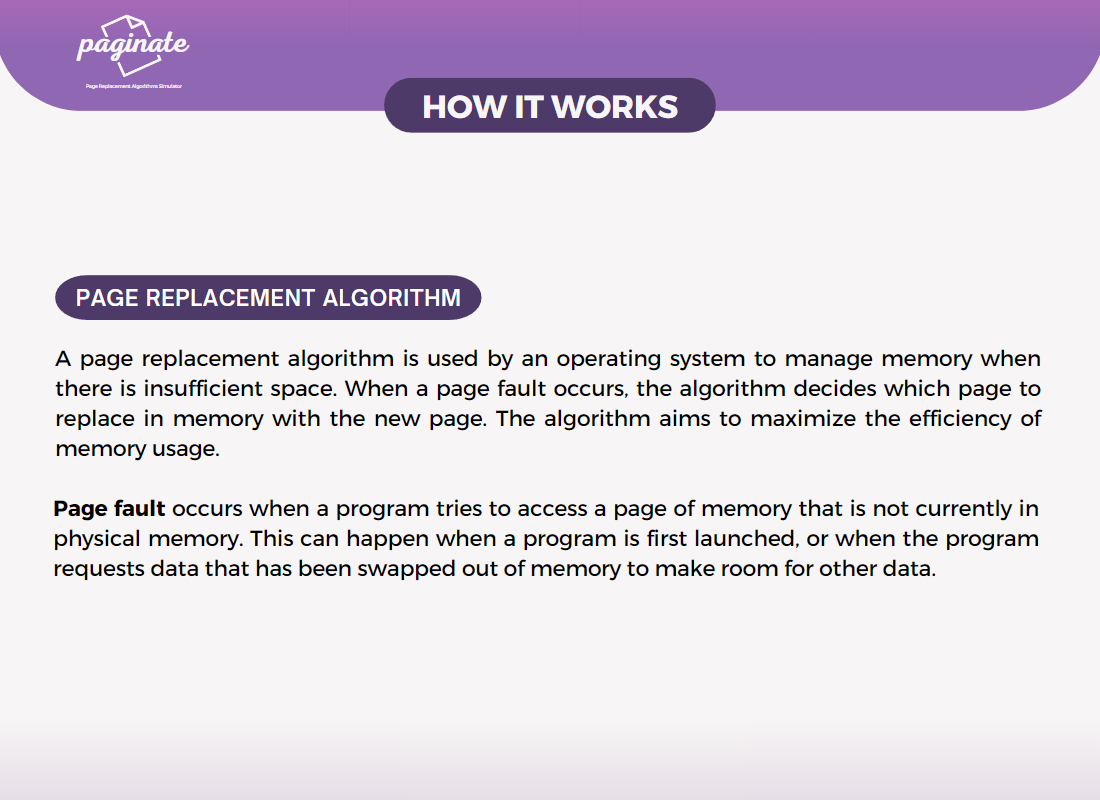 paginate
Page Replacement Algorithms Simulator
HOW IT WORKS
PAGE REPLACEMENT ALGORITHM
A page replacement algorithm is used by an operating system to manage memory when
there is insufficient space. When a page fault occurs, the algorithm decides which page to
replace in memory with the new page. The algorithm aims to maximize the efficiency of
memory usage.
Page fault occurs when a program tries to access a page of memory that is not currently in
physical memory. This can happen when a program is first launched, or when the program
requests data that has been swapped out of memory to make room for other data.